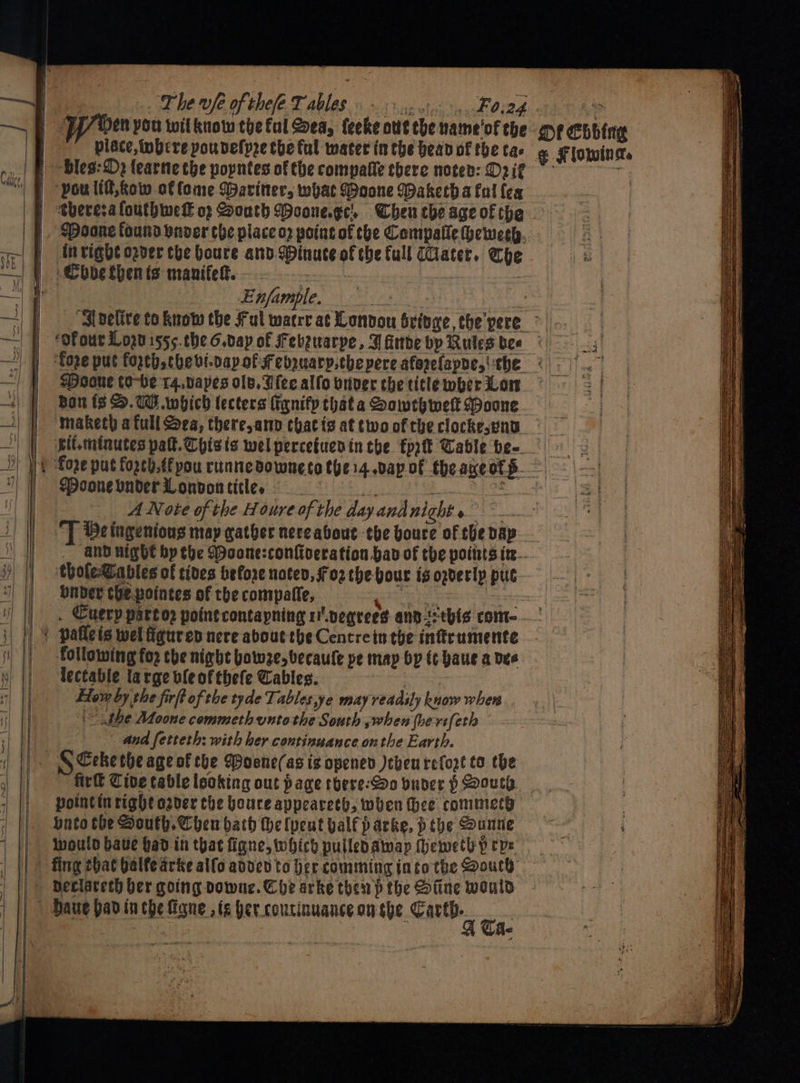 The vse of these Tables Fo.24
When you wil know the ful Sea, seeke out the name of the
place, where you desyre the ful water in the head of the ta-
bles: Or learne the poyntes of the compasse there noted: Or if
you list, kow of some Mariner, what Moone Maketh a ful sea
there: a southwest or South Moone. &c. Then the age of the
Moone found vnder the place or point of the Compasse sheweth,
in right order the houre and Minute of the full Water. The
Ebbe then is manifest.
Of Ebbing
& Flowing.
Ensample.
I desire to know the Ful watrr at London bridge, the yere
of our Lord 1555. the 6. day of Februarye, I finde by Rules be-
fore put forth, the vi. day of February, the yere aforesayde, the
Moone to be 14. dayes old. I see also vnder the title wher Lon
don is S. W. which letters signify that a Sowthwest Moone
maketh a full Sea, there, and that is at two of the clocke, and
xii. minutes past. This is wel perceiued in the fyrst Table be-
fore put forth, if you runne downe to the 14. day of the age of þ
Moone vnder London title.
A Note of the Houre of the day and night.
The ingenious may gather nere about the houre of the day
and night by the Moone: consideration had of the points in
those Tables of tides before noted, For the hour is orderly put
vnder the pointes of the compasse,
Euery part or point contayning 11. degrees and this com-
passe is wel figured nere about the Centre in the instrumente
following for the night howre, because ye may by it haue a de-
lectable large vse of these Tables.
How by the first of the tyde Tables, ye may readily know when
the Moone commeth vnto the South, when she riseth
and setteth: with her continuance on the Earth.
Seke the age of the Moone (as is opened) then resort to the
first Tide table looking out þ age there: So vnder þ South
point in right order the houre appeareth, when shee commeth
vnto the South. Then hath she spent half þ arke, þ the Sunne
would haue had in that signe, which pulled away sheweth þ ry-
sing that halfe arke also added to her comming in to the South
declareth her going downe. The arke then þ the Sune would
haue had in the signe, is her continuance on the Earth.
A Ta-